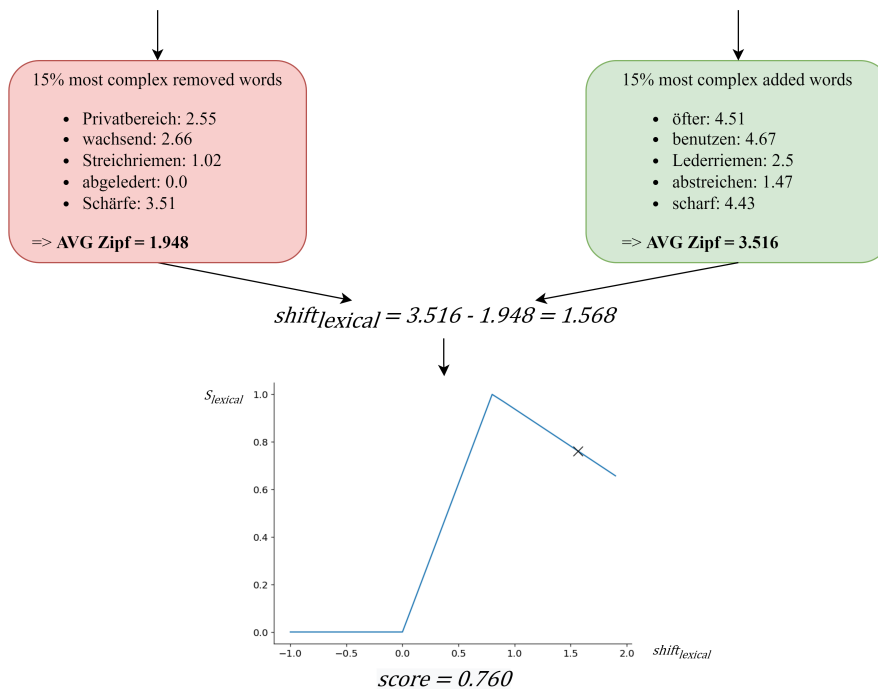 15% most complex removed words
• Privatbereich: 2.55
• wachsend: 2.66
• Streichriemen: 1.02
• abgeledert: 0.0
• Schärfe: 3.51
=> AVG Zipf = 1.948
15% most complex added words
• öfter: 4.51
• benutzen: 4.67
• Lederriemen: 2.5
• abstreichen: 1.47
• scharf: 4.43
=> AVG Zipf = 3.516
shift_lexical = 3.516 - 1.948 = 1.568
S_lexical
1.0
0.8
0.6
0.4
0.2
0.0
−1.0 −0.5 0.0 0.5 1.0 1.5 2.0
shift_lexical
score = 0.760